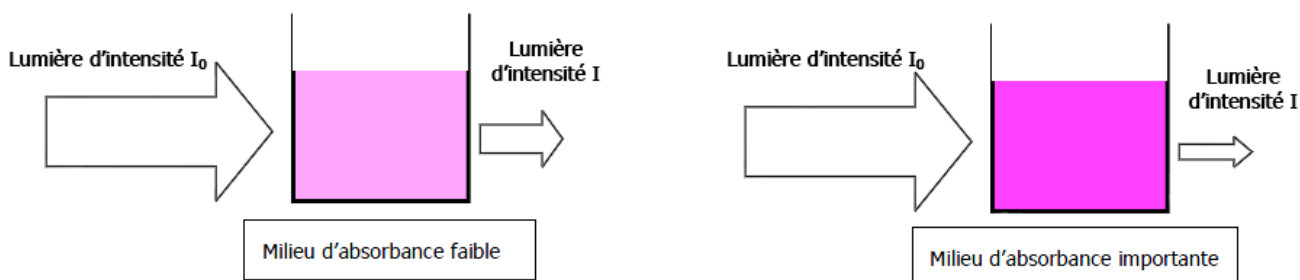 Lumière d'intensité I₀
Lumière
d'intensité I
Milieu d'absorbance faible
Lumière d'intensité I₀
Lumière
d'intensité I
Milieu d'absorbance importante